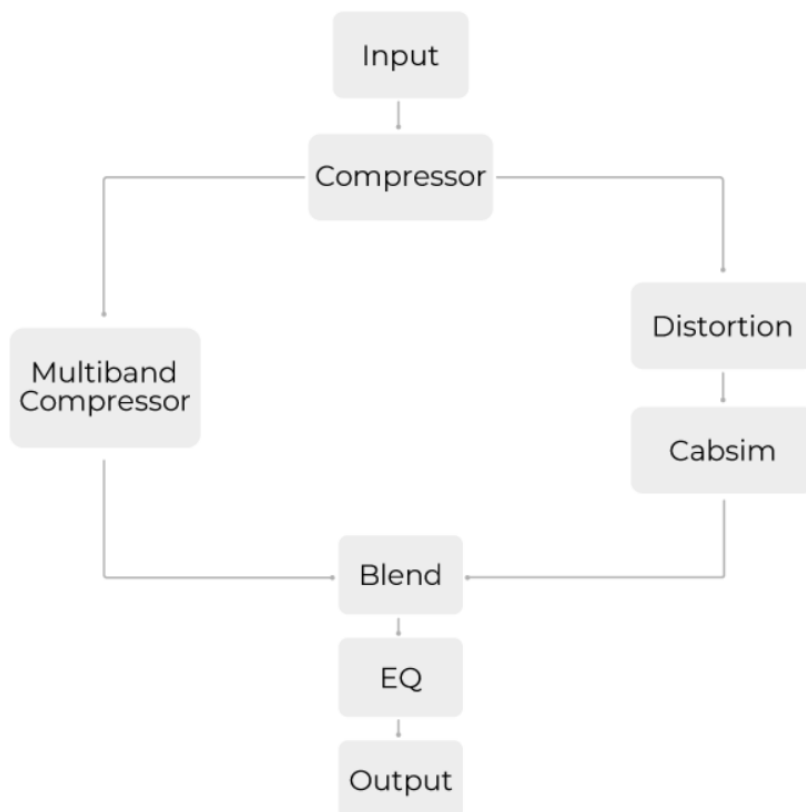 Input
Compressor
Distortion
Multiband
Compressor
Cabsim
Blend
EQ
Output